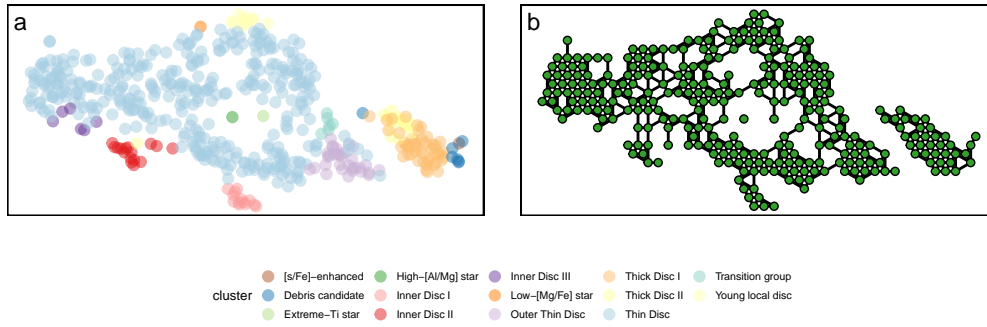 a
b
[s/Fe]−enhanced High−[Al/Mg] star Inner Disc III Thick Disc I Transition group
cluster Debris candidate Inner Disc I Low−[Mg/Fe] star Thick Disc II Young local disc
Extreme−Ti star Inner Disc II Outer Thin Disc Thin Disc